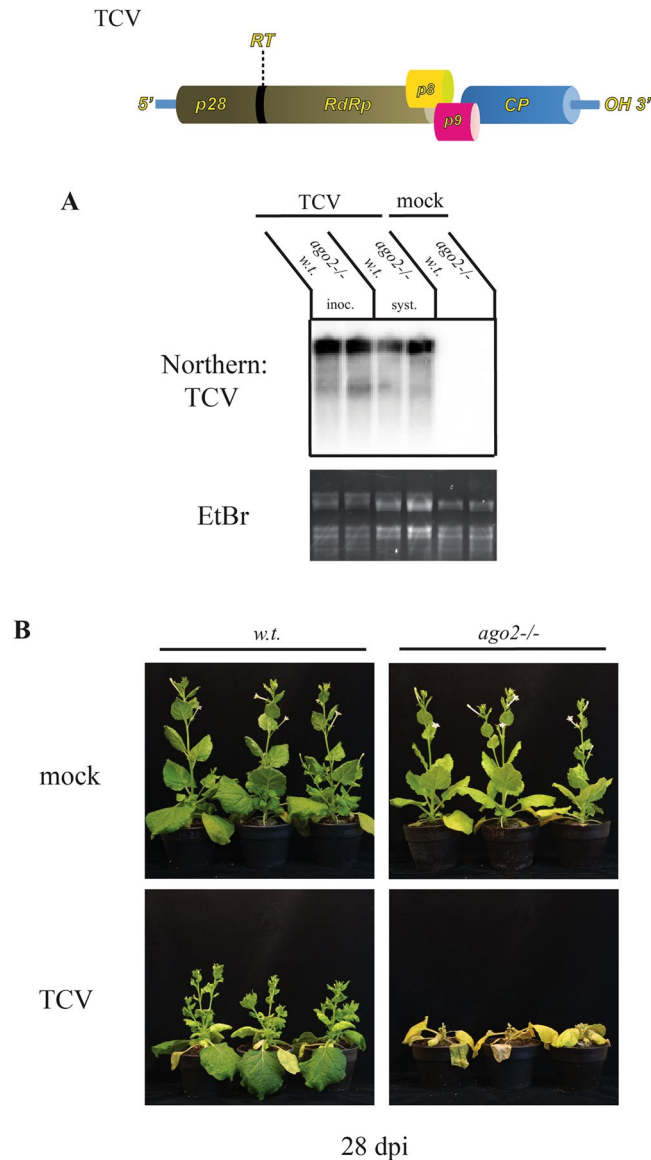 TCV
RT
5' p28 RdRp p8 p9 CP OH 3'
A
TCV mock
w.t. ago2-/- w.t. ago2-/- w.t. ago2-/-
inoc. syst.
Northern:
TCV
EtBr
B
w.t. ago2-/-
mock
TCV
28 dpi